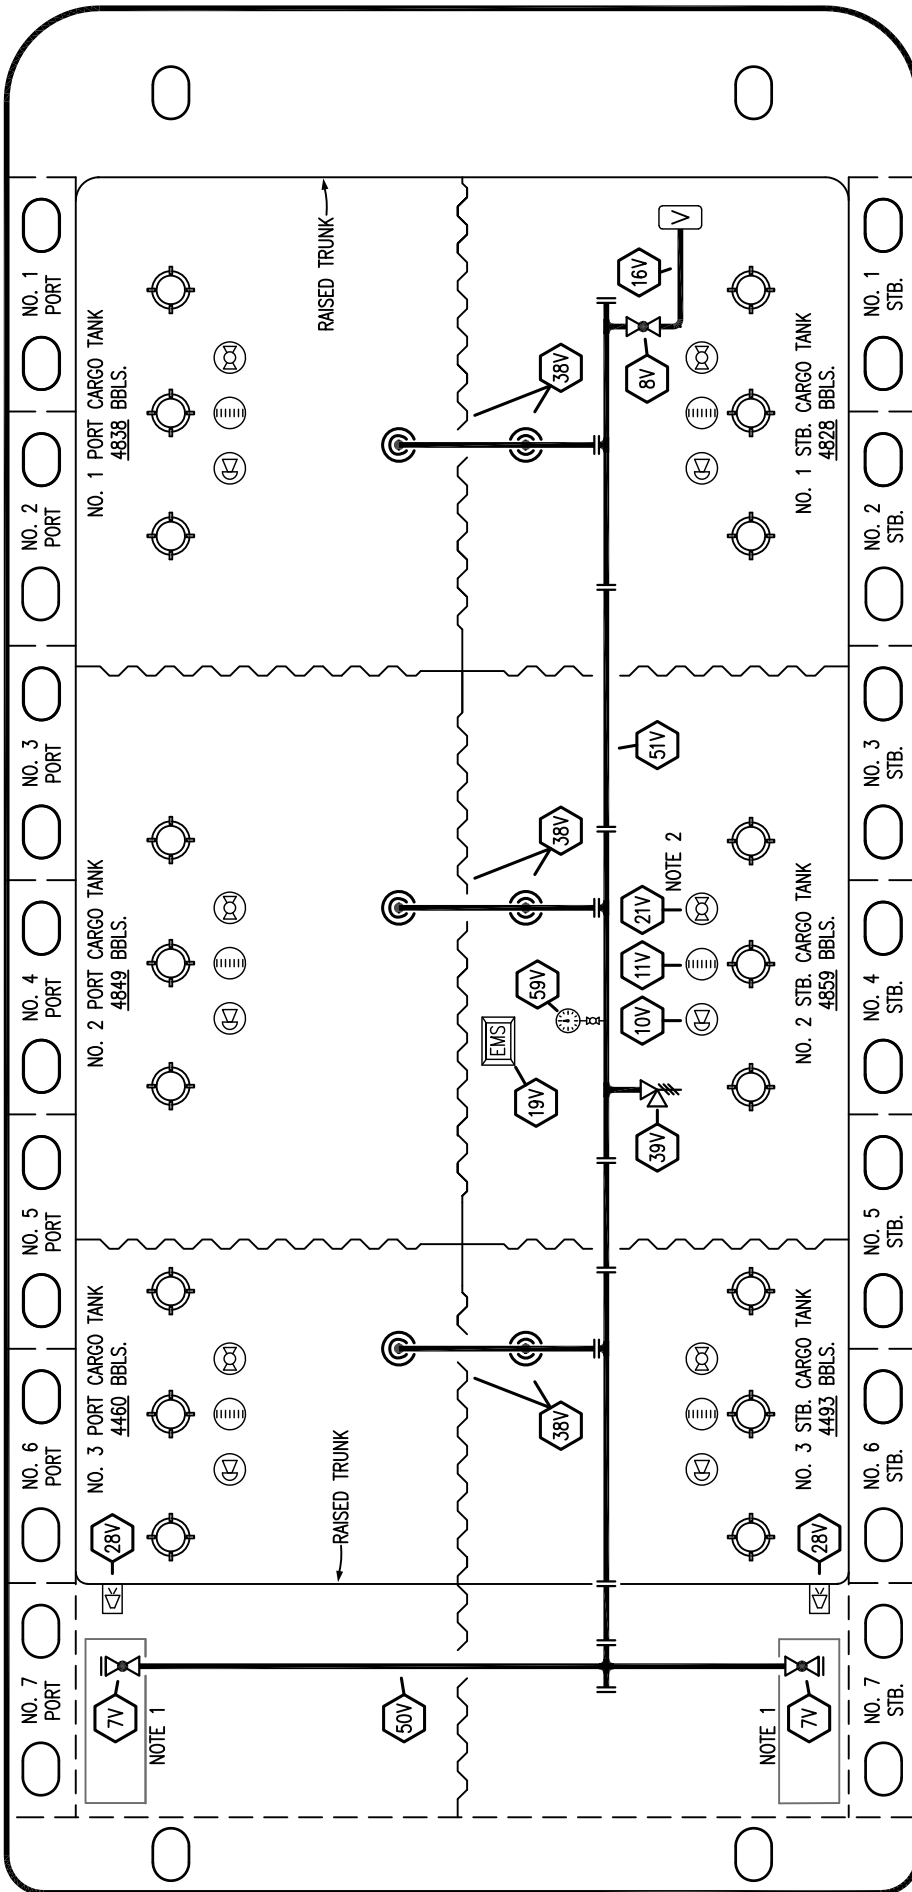 NO. 1
PORT
NO. 2
PORT
NO. 3
PORT
NO. 4
PORT
NO. 5
PORT
NO. 6
PORT
NO. 7
PORT
NO. 1 PORT CARGO TANK
4838 BBLS.
NO. 2 PORT CARGO TANK
4849 BBLS.
NO. 3 PORT CARGO TANK
4460 BBLS.
28V
7V
NOTE 1
RAISED TRUNK
RAISED TRUNK
50V
38V
38V
38V
EMS
19V
59V
V
16V
8V
51V
NOTE 2
21V
11V
10V
39V
28V
7V
NOTE 1
NO. 1 STB. CARGO TANK
4828 BBLS.
NO. 2 STB. CARGO TANK
4859 BBLS.
NO. 3 STB. CARGO TANK
4493 BBLS.
NO. 1
STB.
NO. 2
STB.
NO. 3
STB.
NO. 4
STB.
NO. 5
STB.
NO. 6
STB.
NO. 7
STB.